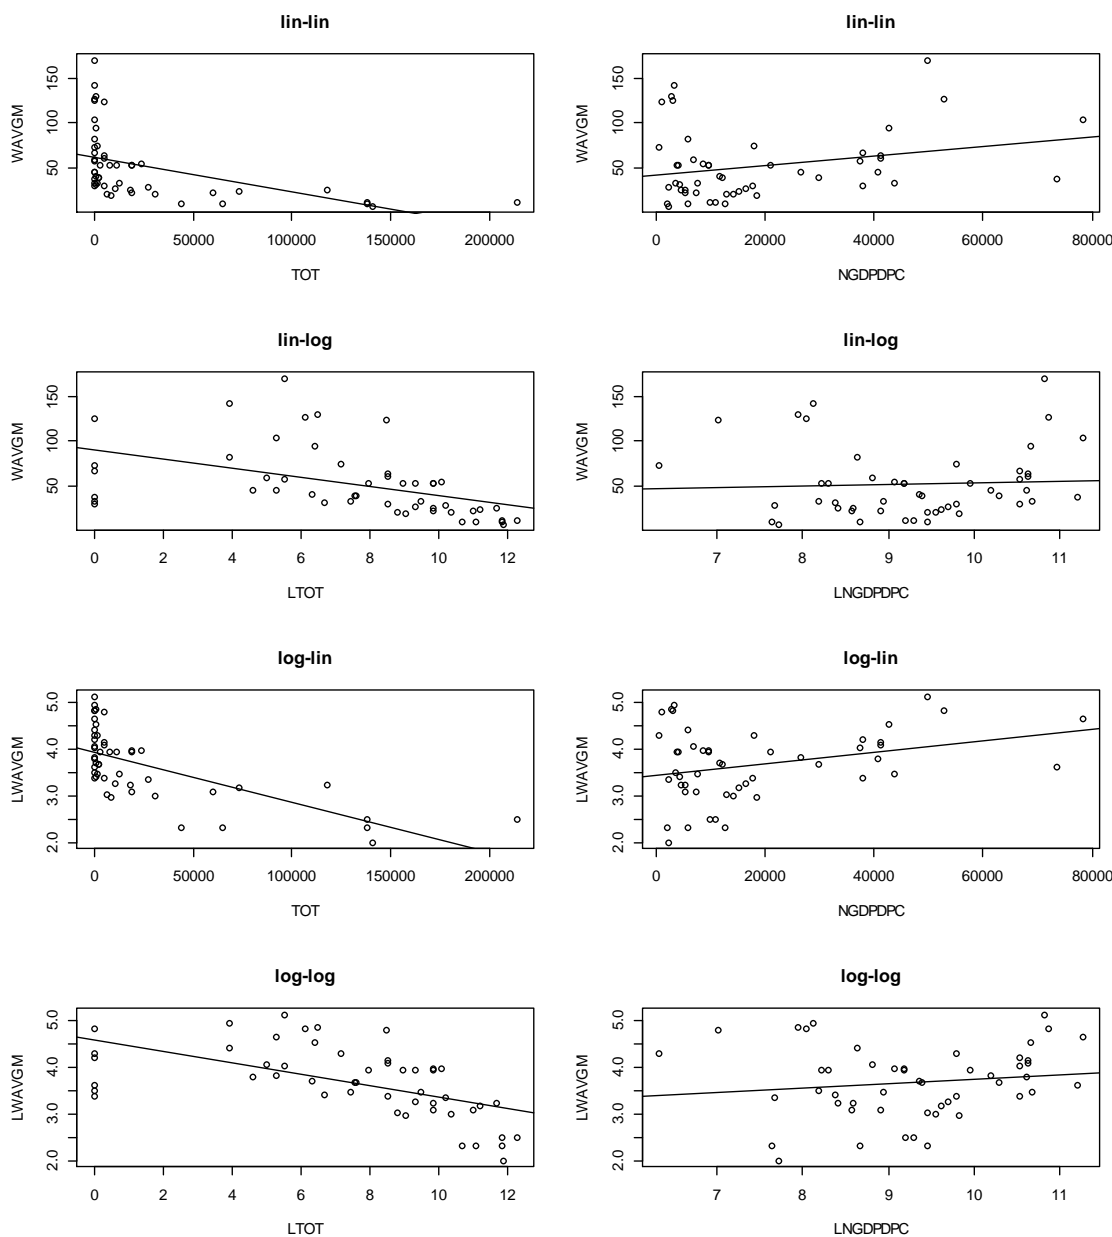 lin-lin
WAVGM
50 100 150
0 50000 100000 150000 200000
TOT
lin-lin
WAVGM
50 100 150
0 20000 40000 60000 80000
NGDPDPC
lin-log
WAVGM
50 100 150
0 2 4 6 8 10 12
LTOT
lin-log
WAVGM
50 100 150
7 8 9 10 11
LNGDPDPC
log-lin
LWAVGM
2.0 3.0 4.0 5.0
0 50000 100000 150000 200000
TOT
log-lin
LWAVGM
2.0 3.0 4.0 5.0
0 20000 40000 60000 80000
NGDPDPC
log-log
LWAVGM
2.0 3.0 4.0 5.0
0 2 4 6 8 10 12
LTOT
log-log
LWAVGM
2.0 3.0 4.0 5.0
7 8 9 10 11
LNGDPDPC